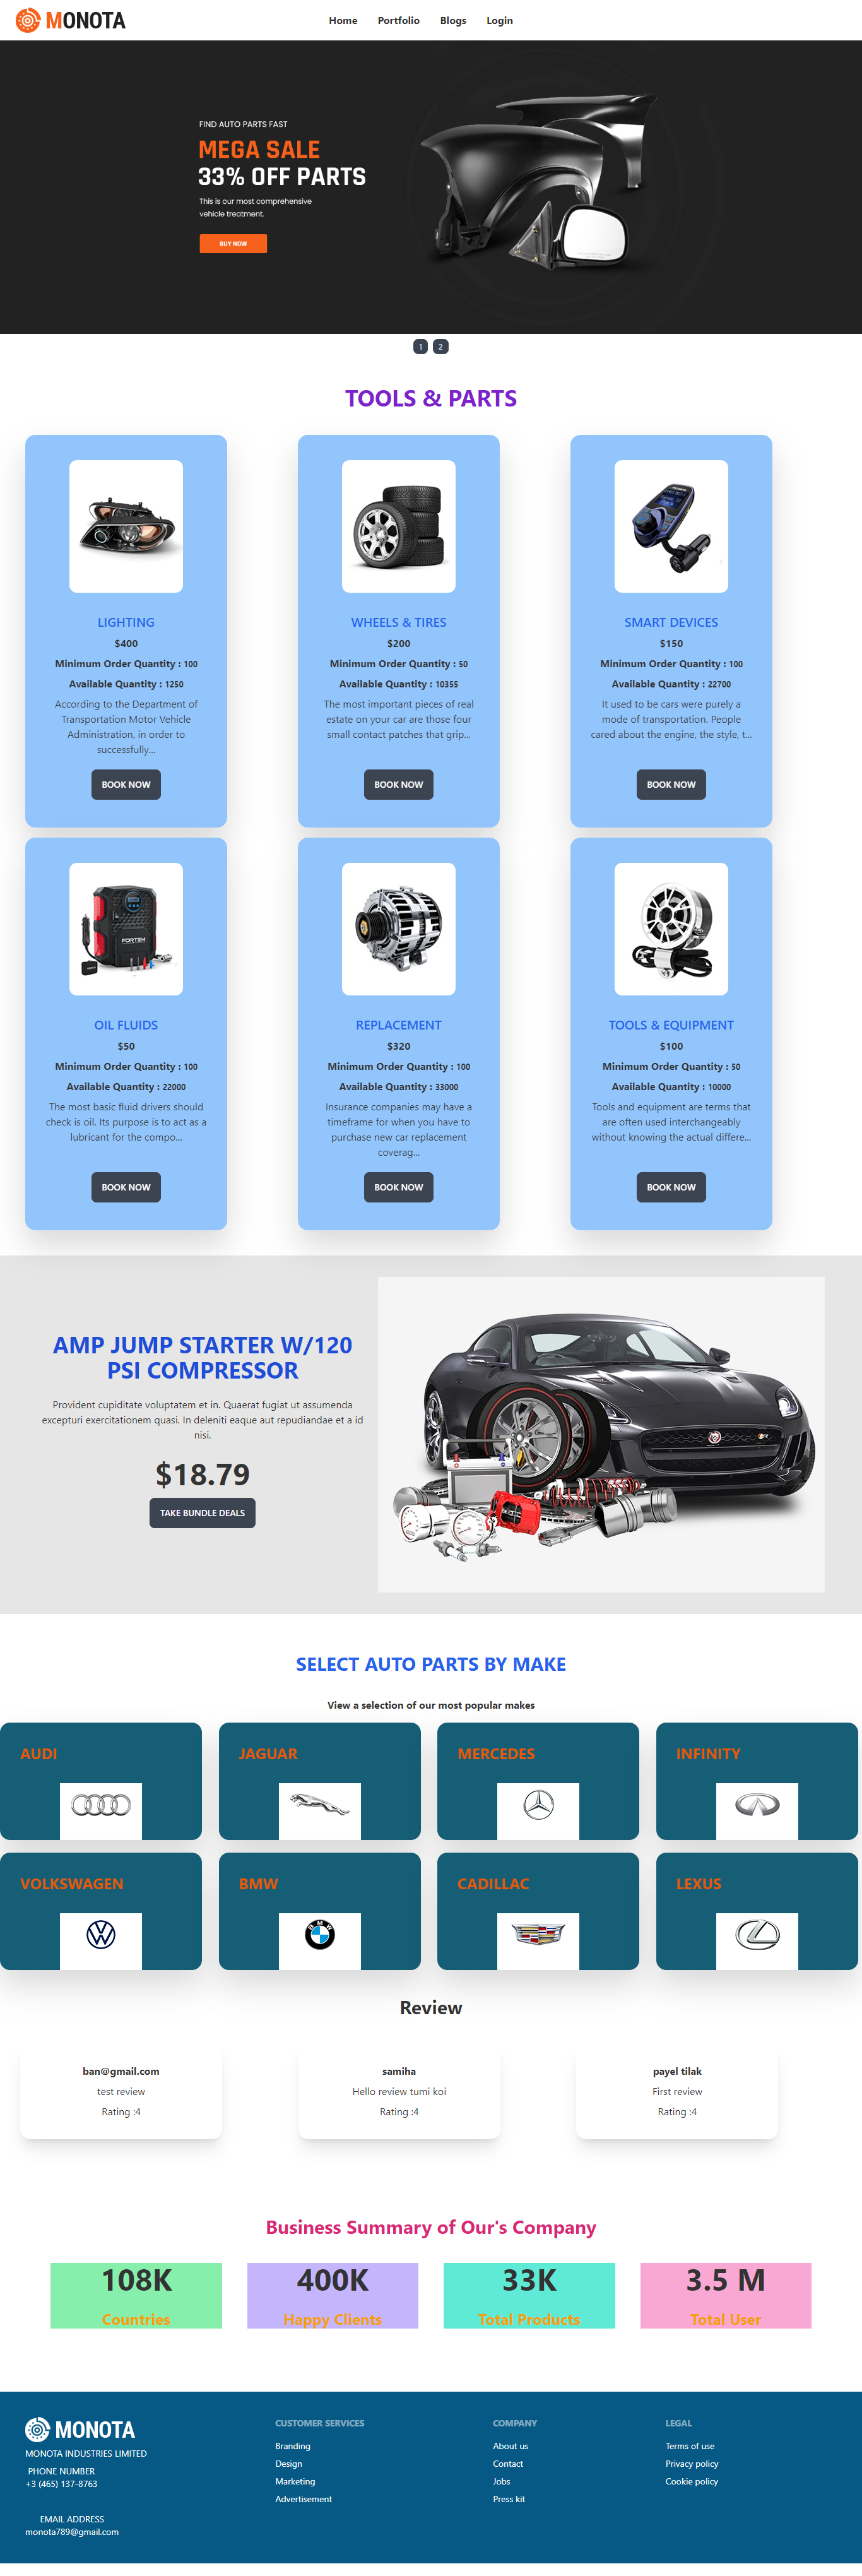 MONOTA
Home
Portfolio
Blogs
Login
FIND AUTO PARTS FAST
MEGA SALE
33% OFF PARTS
This is our most comprehensive
vehicle treatment.
BUY NOW
1
2
TOOLS & PARTS
LIGHTING
$400
Minimum Order Quantity : 100
Available Quantity : 1250
According to the Department of
Transportation Motor Vehicle
Administration, in order to
successfully...
BOOK NOW
WHEELS & TIRES
$200
Minimum Order Quantity : 50
Available Quantity : 10355
The most important pieces of real
estate on your car are those four
small contact patches that grip...
BOOK NOW
SMART DEVICES
$150
Minimum Order Quantity : 100
Available Quantity : 22700
It used to be cars were purely a
mode of transportation. People
cared about the engine, the style, t...
BOOK NOW
FORTEM
OIL FLUIDS
$50
Minimum Order Quantity : 100
Available Quantity : 22000
The most basic fluid drivers should
check is oil. Its purpose is to act as a
lubricant for the compo...
BOOK NOW
REPLACEMENT
$320
Minimum Order Quantity : 100
Available Quantity : 33000
Insurance companies may have a
timeframe for when you have to
purchase new car replacement
coverag...
BOOK NOW
TOOLS & EQUIPMENT
$100
Minimum Order Quantity : 50
Available Quantity : 10000
Tools and equipment are terms that
are often used interchangeably
without knowing the actual differe...
BOOK NOW
AMP JUMP STARTER W/120
PSI COMPRESSOR
Provident cupiditate voluptatem et in. Quaerat fugiat ut assumenda
excepturi exercitationem quasi. In deleniti eaque aut repudiandae et a id
nisi.
$18.79
TAKE BUNDLE DEALS
SELECT AUTO PARTS BY MAKE
View a selection of our most popular makes
AUDI
JAGUAR
MERCEDES
INFINITY
VOLKSWAGEN
BMW
CADILLAC
LEXUS
BMW
Review
ban@gmail.com
test review
Rating :4
samiha
Hello review tumi koi
Rating :4
payel tilak
First review
Rating :4
Business Summary of Our's Company
108K
Countries
400K
Happy Clients
33K
Total Products
3.5 M
Total User
MONOTA
MONOTA INDUSTRIES LIMITED
PHONE NUMBER
+3 (465) 137-8763
EMAIL ADDRESS
monota789@gmail.com
CUSTOMER SERVICES
Branding
Design
Marketing
Advertisement
COMPANY
About us
Contact
Jobs
Press kit
LEGAL
Terms of use
Privacy policy
Cookie policy